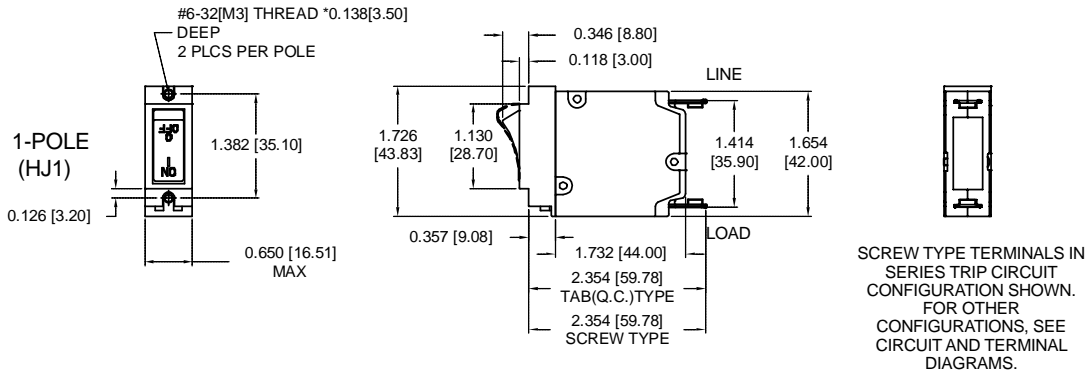 #6-32[M3] THREAD *0.138[3.50]
DEEP
2 PLCS PER POLE
1-POLE
(HJ1)
OFF
O
I
ON
1.382 [35.10]
0.126 [3.20]
0.650 [16.51]
MAX
0.346 [8.80]
0.118 [3.00]
LINE
1.726
[43.83]
1.130
[28.70]
1.414
[35.90]
1.654
[42.00]
LOAD
0.357 [9.08]
1.732 [44.00]
2.354 [59.78]
TAB(Q.C.)TYPE
2.354 [59.78]
SCREW TYPE
SCREW TYPE TERMINALS IN
SERIES TRIP CIRCUIT
CONFIGURATION SHOWN.
FOR OTHER
CONFIGURATIONS, SEE
CIRCUIT AND TERMINAL
DIAGRAMS.